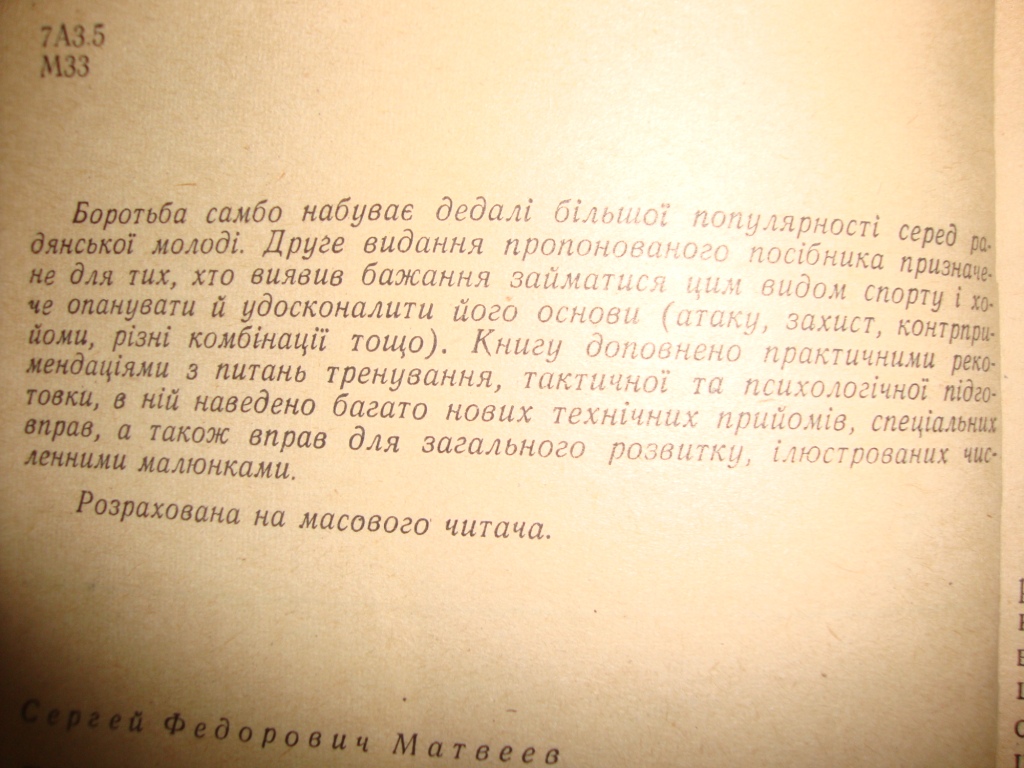 7А3.5
М33
Боротьба самбо набуває дедалі більшої популярності серед ра-
дянської молоді. Друге видання пропонованого посібника призначе-
не для тих, хто виявив бажання займатися цим видом спорту і хо-
че опанувати й удосконалити його основи (атаку, захист, контрпри-
йоми, різні комбінації тощо). Книгу доповнено практичними реко-
мендаціями з питань тренування, тактичної та психологічної підго-
товки, в ній наведено багато нових технічних прийомів, спеціальних
вправ, а також вправ для загального розвитку, ілюстрованих чис-
ленними малюнками.
Розрахована на масового читача.
Сергей Федорович Матвеев